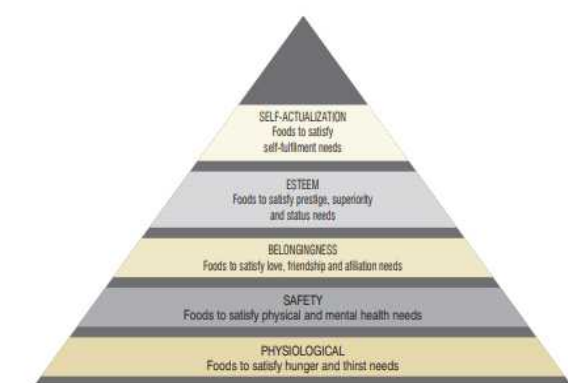 SELF-ACTUALIZATION
Foods to satisfy
self-fulfilment needs
ESTEEM
Foods to satisfy prestige, superiority
and status needs
BELONGINGNESS
Foods to satisfy love, friendship and afiliation needs
SAFETY
Foods to satisfy physical and mental health needs
PHYSIOLOGICAL
Foods to satisfy hunger and thirst needs